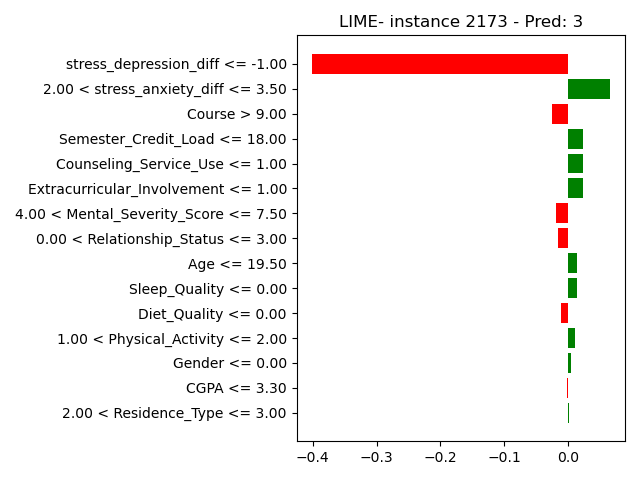 LIME- instance 2173 - Pred: 3
stress_depression_diff <= -1.00
2.00 < stress_anxiety_diff <= 3.50
Course > 9.00
Semester_Credit_Load <= 18.00
Counseling_Service_Use <= 1.00
Extracurricular_Involvement <= 1.00
4.00 < Mental_Severity_Score <= 7.50
0.00 < Relationship_Status <= 3.00
Age <= 19.50
Sleep_Quality <= 0.00
Diet_Quality <= 0.00
1.00 < Physical_Activity <= 2.00
Gender <= 0.00
CGPA <= 3.30
2.00 < Residence_Type <= 3.00
−0.4 −0.3 −0.2 −0.1 0.0